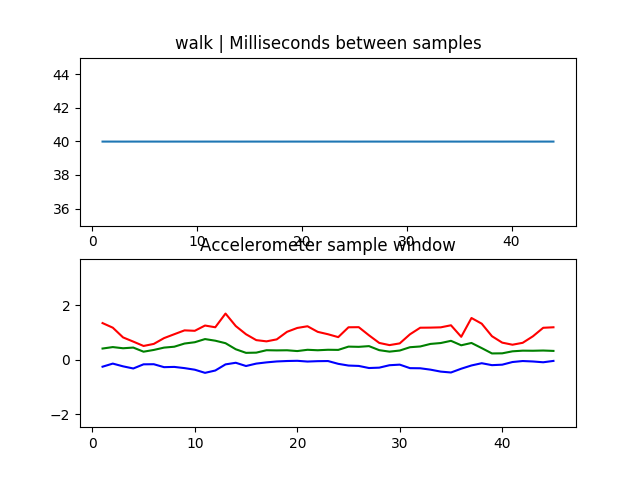 walk | Milliseconds between samples
44
42
40
38
36
0 10 20 30 40
Accelerometer sample window
2
0
−2
0 10 20 30 40